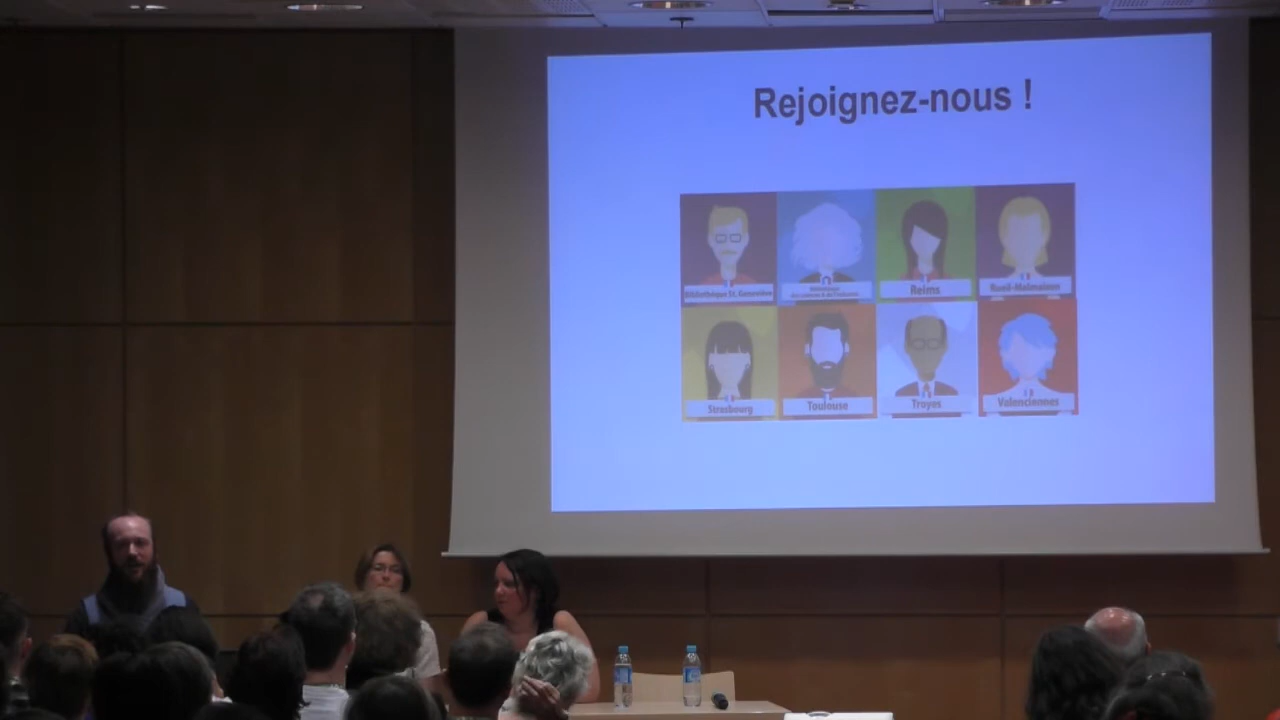 Rejoignez-nous !
Bibliothèque St. Geneviève
Reims
Rueil-Malmaison
Strasbourg
Toulouse
Troyes
Valenciennes